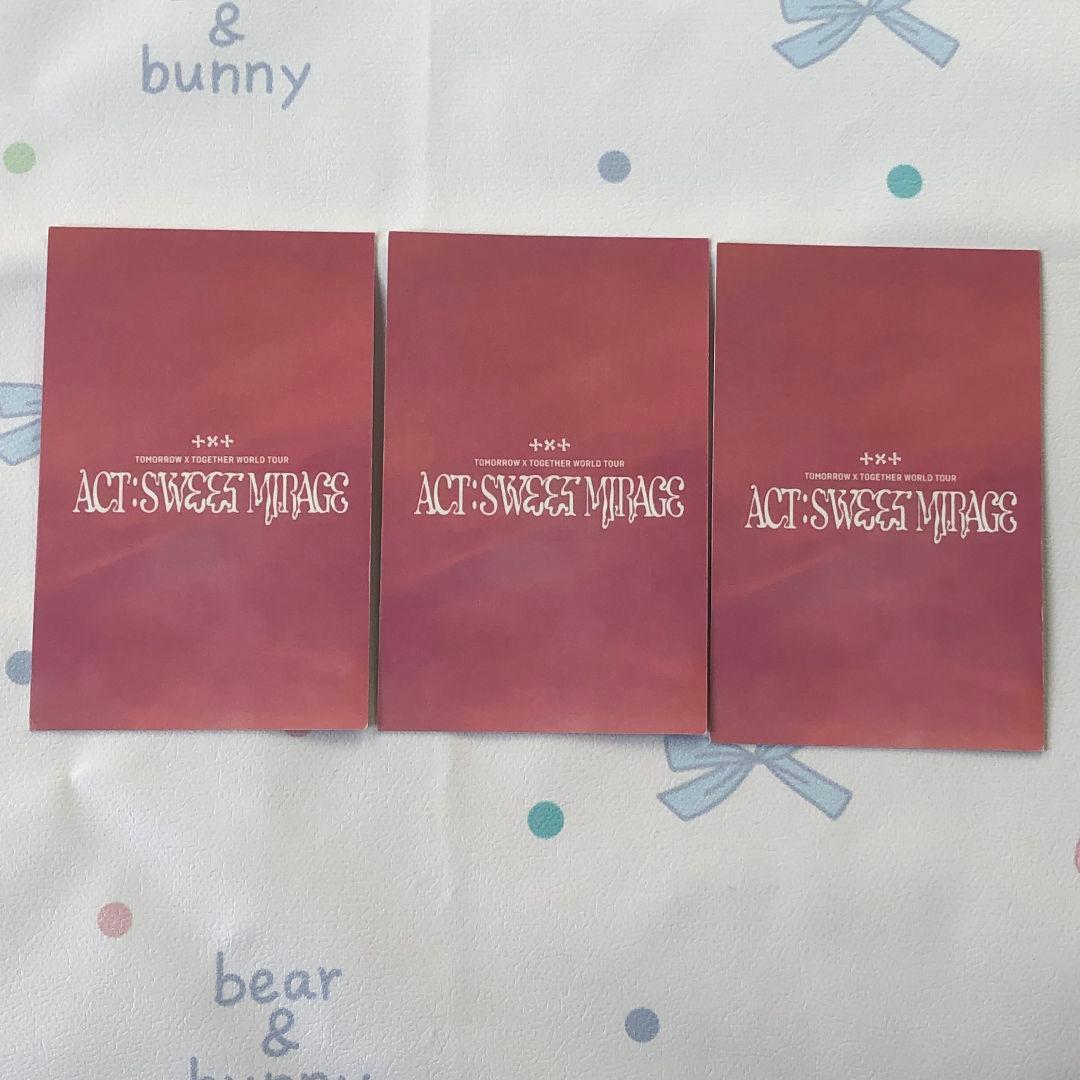 &
bunny
TOMORROW X TOGETHER WORLD TOUR
ACT:SWEET MIRAGE
TOMORROW X TOGETHER WORLD TOUR
ACT:SWEET MIRAGE
TOMORROW X TOGETHER WORLD TOUR
ACT:SWEET MIRAGE
bear
&
bunny